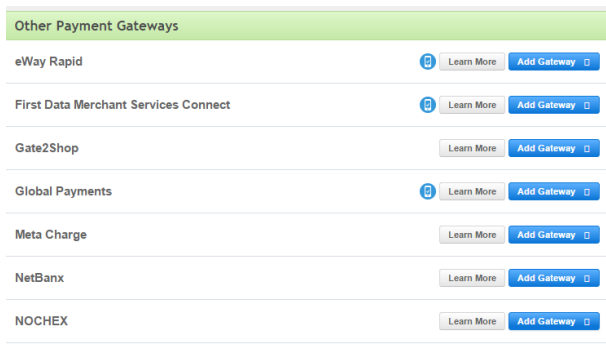 Other Payment Gateways
eWay Rapid Learn More Add Gateway
First Data Merchant Services Connect Learn More Add Gateway
Gate2Shop Learn More Add Gateway
Global Payments Learn More Add Gateway
Meta Charge Learn More Add Gateway
NetBanx Learn More Add Gateway
NOCHEX Learn More Add Gateway